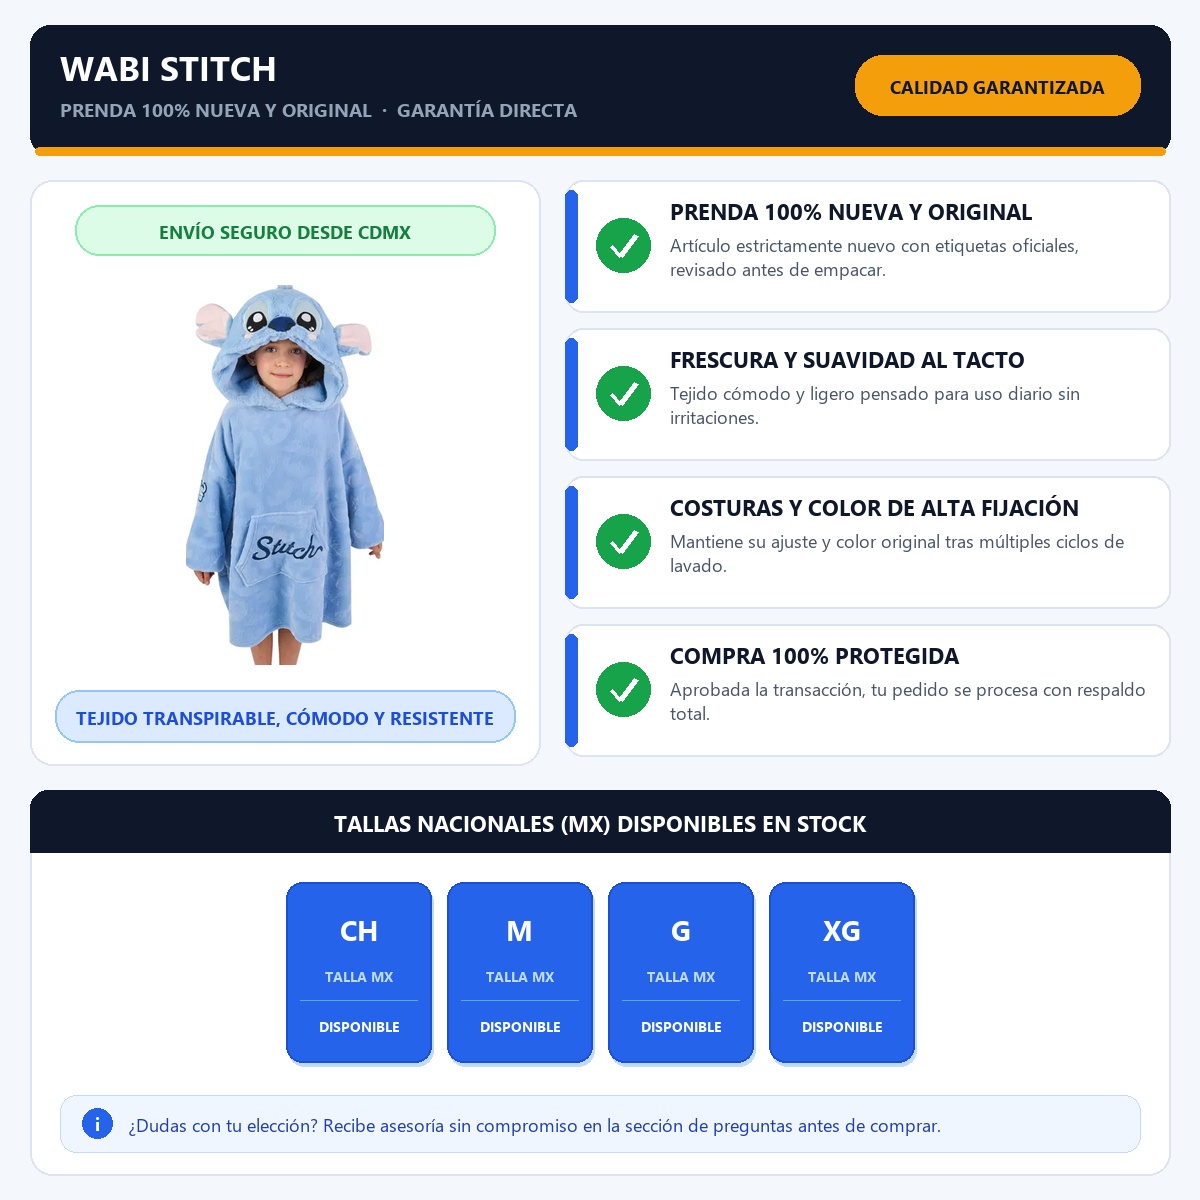 WABI STITCH
PRENDA 100% NUEVA Y ORIGINAL · GARANTÍA DIRECTA
CALIDAD GARANTIZADA
ENVÍO SEGURO DESDE CDMX
Stitch
TEJIDO TRANSPIRABLE, CÓMODO Y RESISTENTE
PRENDA 100% NUEVA Y ORIGINAL
Artículo estrictamente nuevo con etiquetas oficiales,
revisado antes de empacar.
FRESCURA Y SUAVIDAD AL TACTO
Tejido cómodo y ligero pensado para uso diario sin
irritaciones.
COSTURAS Y COLOR DE ALTA FIJACIÓN
Mantiene su ajuste y color original tras múltiples ciclos de
lavado.
COMPRA 100% PROTEGIDA
Aprobada la transacción, tu pedido se procesa con respaldo
total.
TALLAS NACIONALES (MX) DISPONIBLES EN STOCK
CH
TALLA MX
DISPONIBLE
M
TALLA MX
DISPONIBLE
G
TALLA MX
DISPONIBLE
XG
TALLA MX
DISPONIBLE
¿Dudas con tu elección? Recibe asesoría sin compromiso en la sección de preguntas antes de comprar.